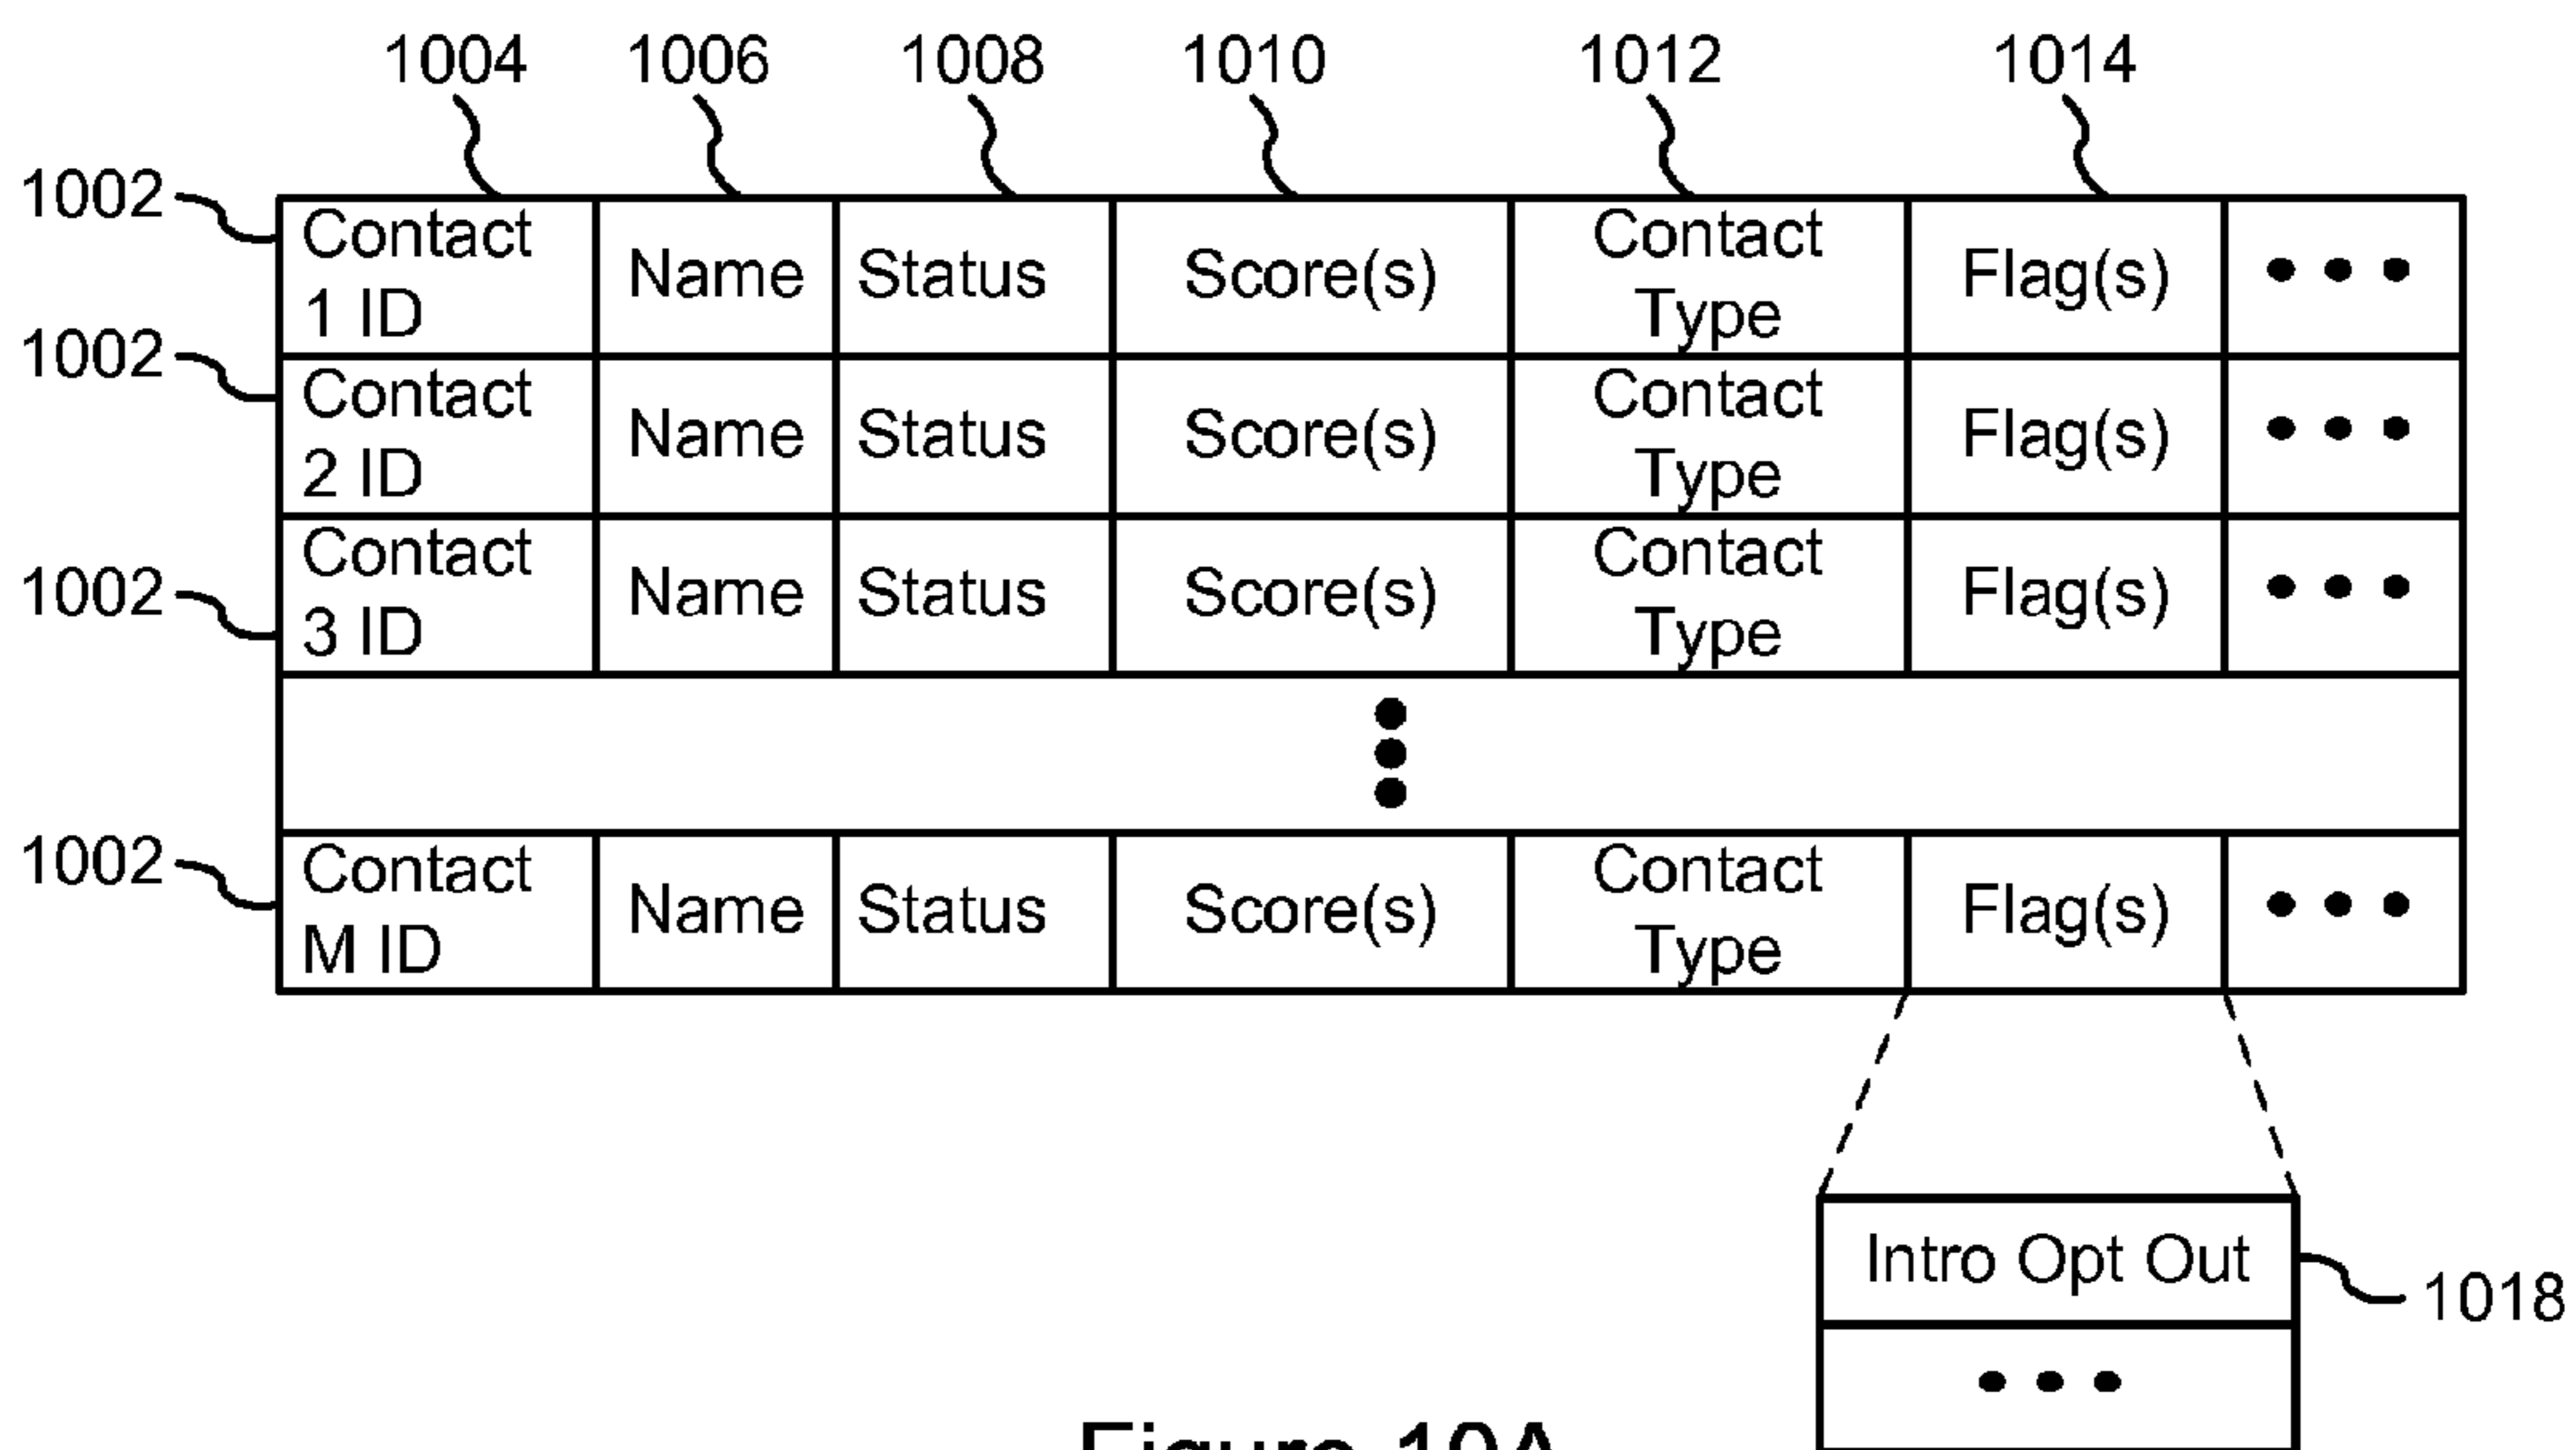 1004 1006 1008 1010 1012 1014
1002
Contact
1 ID
Name
Status
Score(s)
Contact
Type
Flag(s)
• • •
1002
Contact
2 ID
Name
Status
Score(s)
Contact
Type
Flag(s)
• • •
1002
Contact
3 ID
Name
Status
Score(s)
Contact
Type
Flag(s)
• • •
1002
Contact
M ID
Name
Status
Score(s)
Contact
Type
Flag(s)
• • •
Intro Opt Out
1018
• • •
Figure 10A